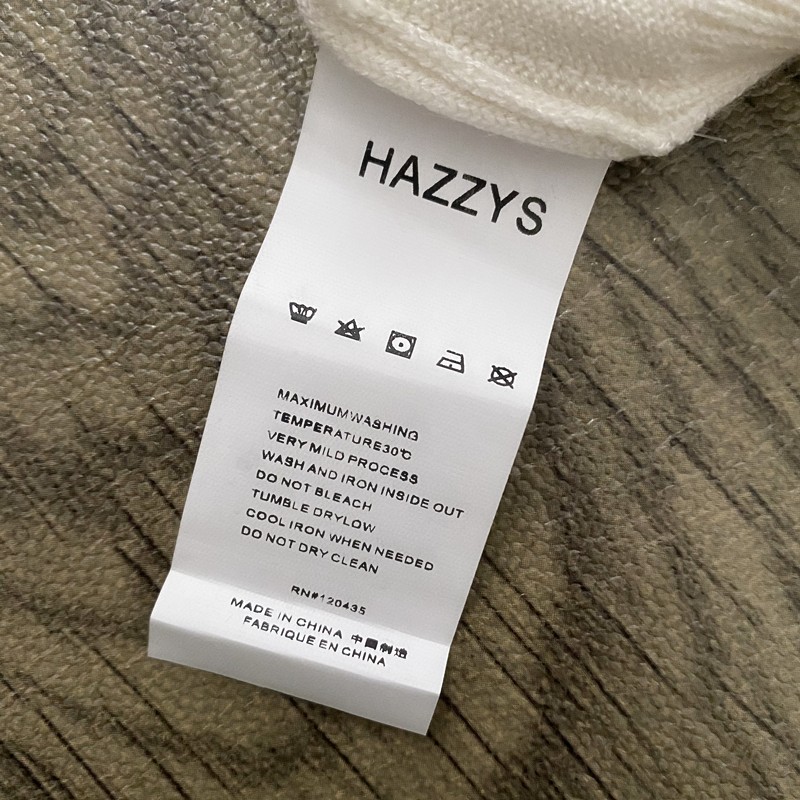 HAZZYS
MAXIMUMWASHING
TEMPERATURE30℃
VERY MILD PROCESS
WASH AND IRON INSIDE OUT
DO NOT BLEACH
TUMBLE DRYLOW
COOL IRON WHEN NEEDED
DO NOT DRY CLEAN
RN#120435
MADE IN CHINA 中國制造
FABRIQUE EN CHINA